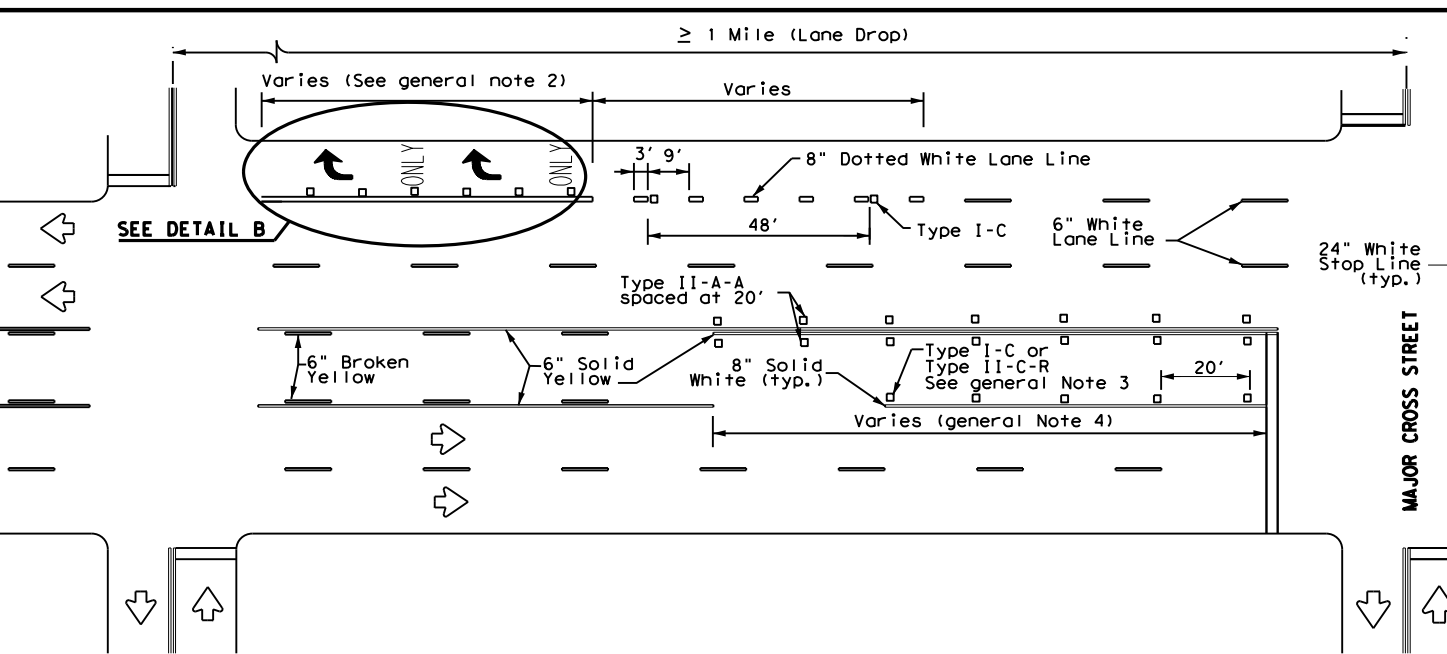 ≥ 1 Mile (Lane Drop)
Varies (See general note 2)
Varies
ONLY
ONLY
3' 9'
8" Dotted White Lane Line
SEE DETAIL B
48'
Type I-C
6" White
Lane Line
24" White
Stop Line
(typ.)
Type II-A-A
spaced at 20'
6" Broken
Yellow
6" Solid
Yellow
8" Solid
White (typ.)
Type I-C or
Type II-C-R
See general Note 3
20'
Varies (general Note 4)
MAJOR CROSS STREET